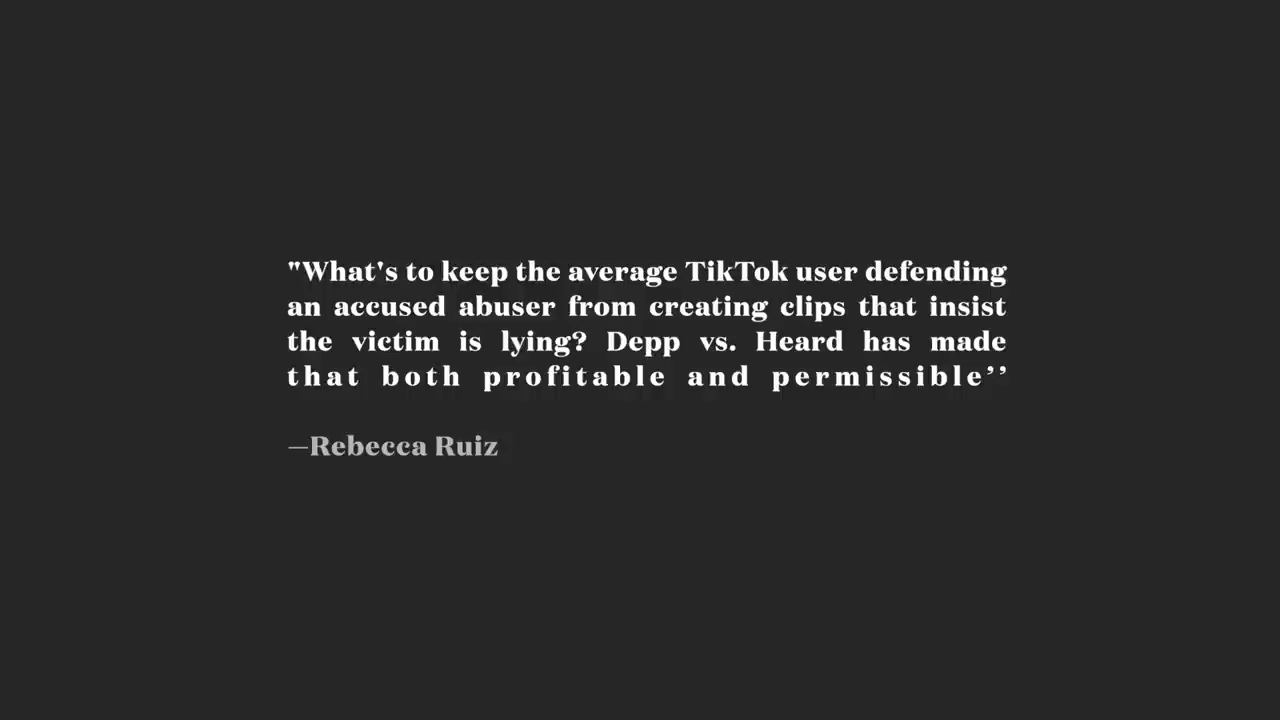 "What's to keep the average TikTok user defending
an accused abuser from creating clips that insist
the victim is lying? Depp vs. Heard has made
that both profitable and permissible’’
—Rebecca Ruiz